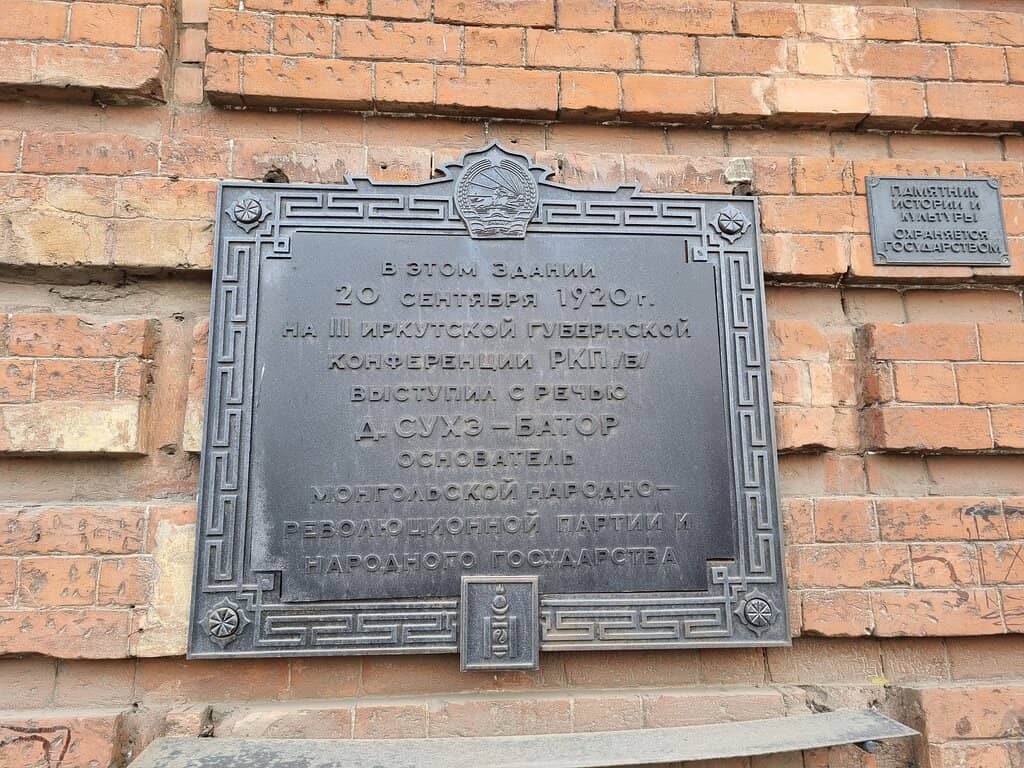 В ЭТОМ ЗДАНИИ
20 СЕНТЯБРЯ 1920 Г.
НА III ИРКУТСКОЙ ГУБЕРНСКОЙ
КОНФЕРЕНЦИИ РКП /Б/
ВЫСТУПИЛ С РЕЧЬЮ
Д. СУХЭ-БАТОР
ОСНОВАТЕЛЬ
МОНГОЛЬСКОЙ НАРОДНО-
РЕВОЛЮЦИОННОЙ ПАРТИИ И
НАРОДНОГО ГОСУДАРСТВА
ПАМЯТНИК
ИСТОРИИ И
КУЛЬТУРЫ
ОХРАНЯЕТСЯ
ГОСУДАРСТВОМ